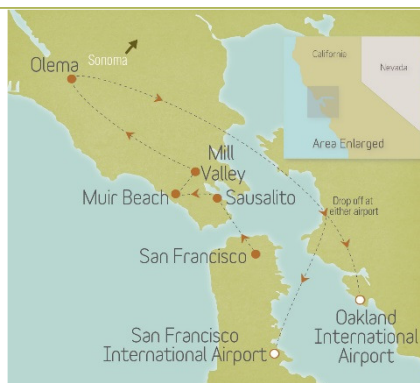 Sonoma
Olema
California
Nevada
Area Enlarged
Mill
Valley
Muir Beach
Sausalito
Drop off at
either airport
San Francisco
San Francisco
International Airport
Oakland
International
Airport